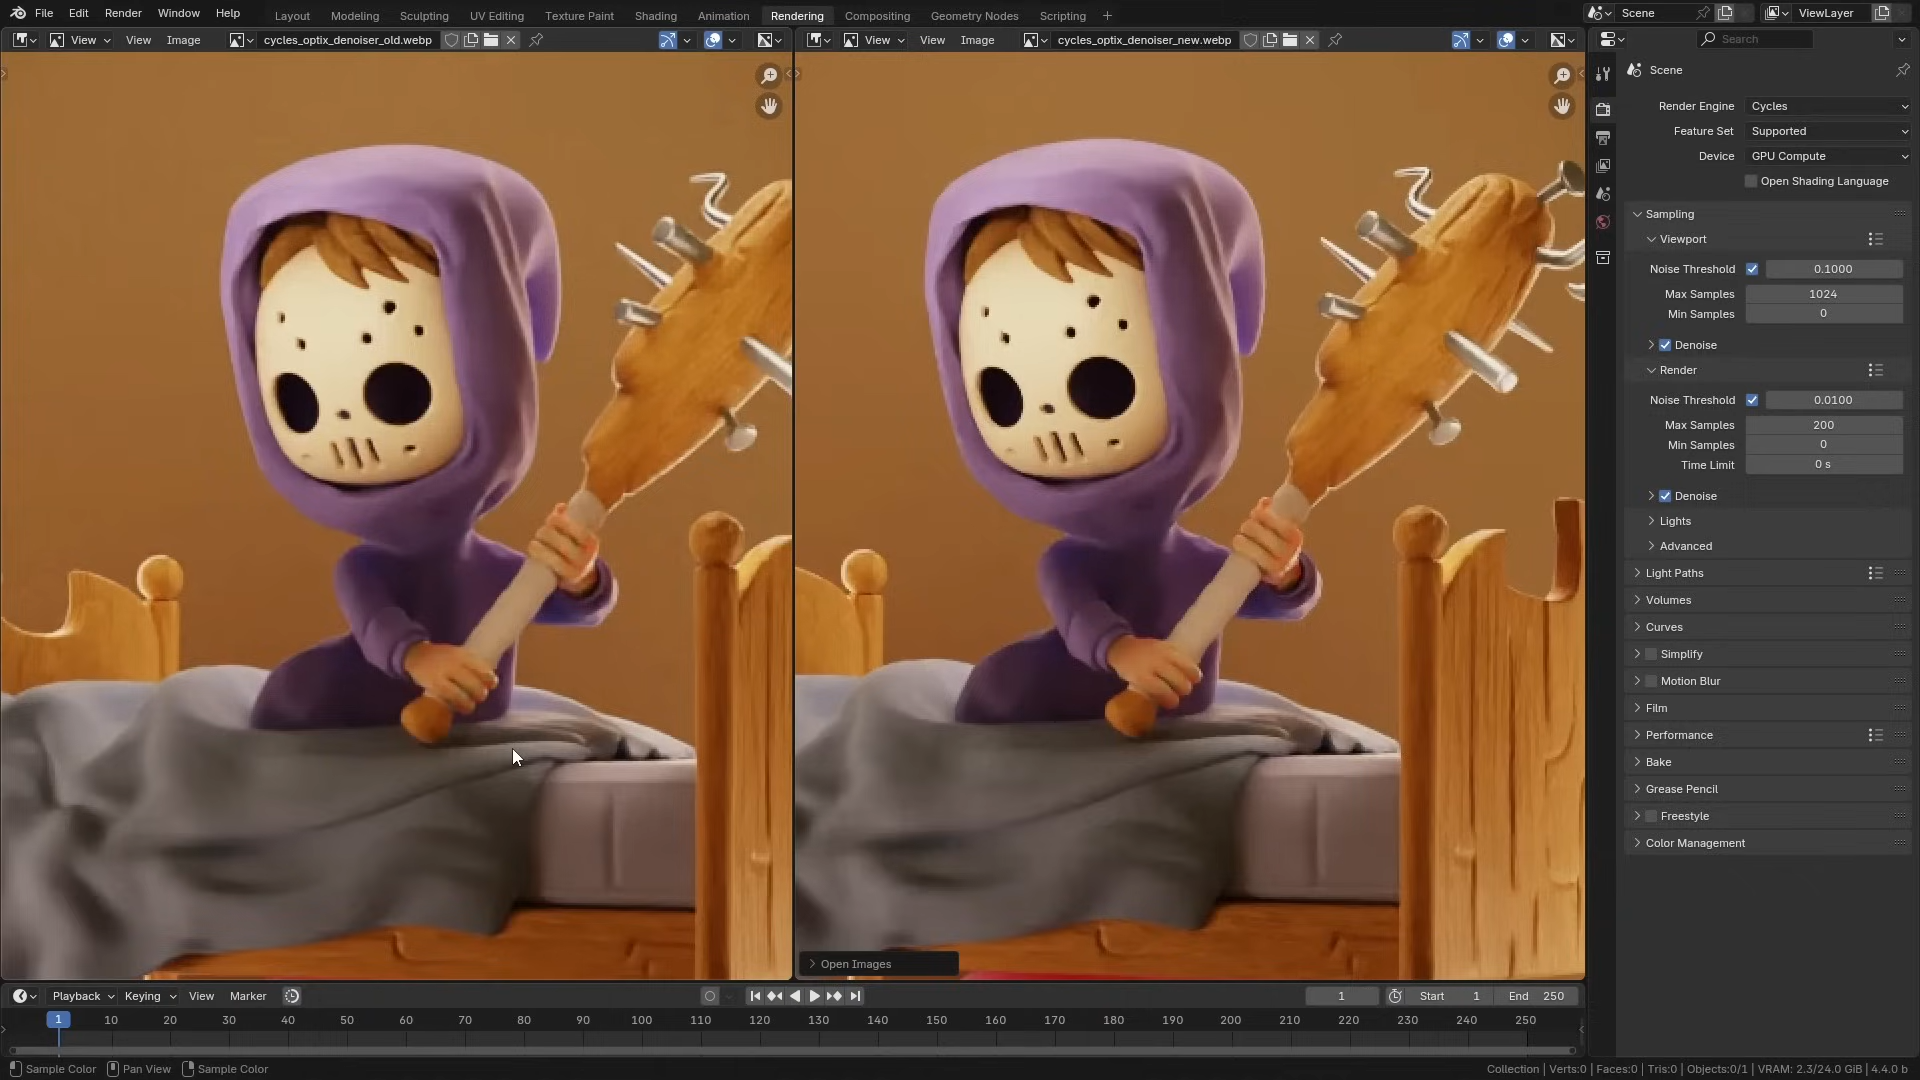 File Edit Render Window Help
Layout Modeling Sculpting UV Editing Texture Paint Shading Animation Rendering Compositing Geometry Nodes Scripting +
Scene ViewLayer
View View Image cycles_optix_denoiser_old.webp
View View Image cycles_optix_denoiser_new.webp
Search
Scene
Render Engine Cycles
Feature Set Supported
Device GPU Compute
Open Shading Language
Sampling
Viewport
Noise Threshold 0.1000
Max Samples 1024
Min Samples 0
Denoise
Render
Noise Threshold 0.0100
Max Samples 200
Min Samples 0
Time Limit 0 s
Denoise
Lights
Advanced
Light Paths
Volumes
Curves
Simplify
Motion Blur
Film
Performance
Bake
Grease Pencil
Freestyle
Color Management
Open Images
Playback Keying View Marker
1 Start 1 End 250
1 10 20 30 40 50 60 70 80 90 100 110 120 130 140 150 160 170 180 190 200 210 220 230 240 250
Sample Color Pan View Sample Color
Collection | Verts:0 | Faces:0 | Tris:0 | Objects:0/1 | VRAM: 2.3/24.0 GiB | 4.4.0 b